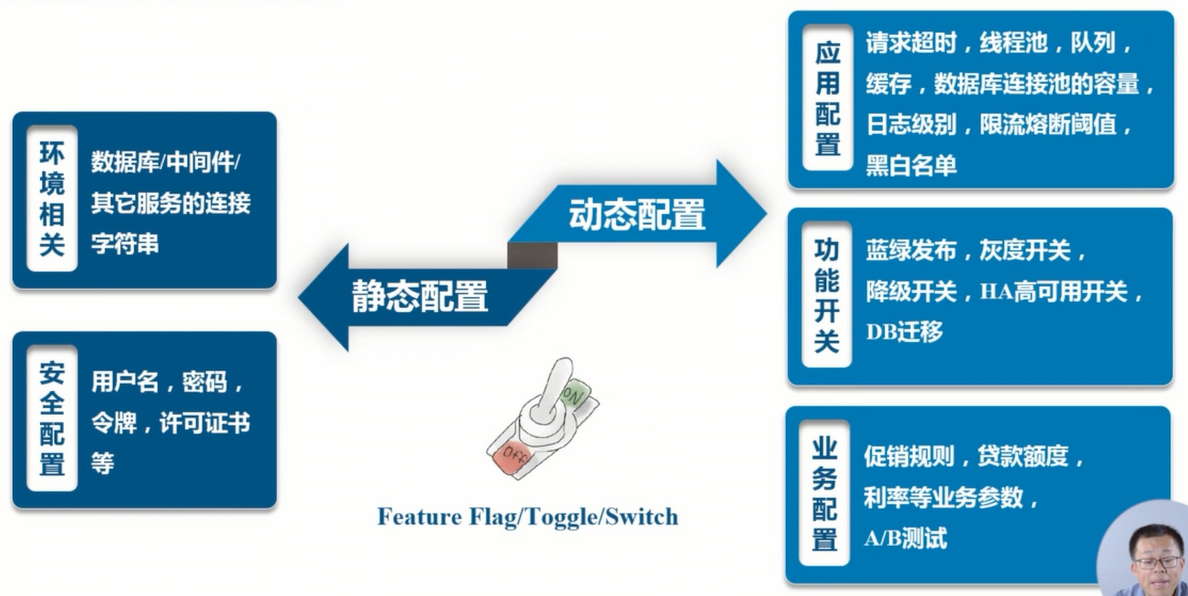 环境相关
数据库/中间件/
其它服务的连接
字符串
安全配置
用户名，密码，
令牌，许可证书
等
动态配置
静态配置
ON
Off
Feature Flag/Toggle/Switch
应用配置
请求超时，线程池，队列，
缓存，数据库连接池的容量，
日志级别，限流熔断阈值，
黑白名单
功能开关
蓝绿发布，灰度开关，
降级开关，HA高可用开关，
DB迁移
业务配置
促销规则，贷款额度，
利率等业务参数，
A/B测试